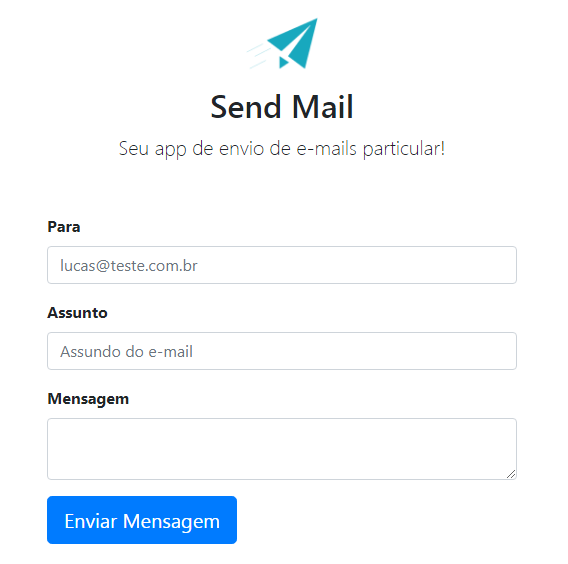 Send Mail
Seu app de envio de e-mails particular!
Para
lucas@teste.com.br
Assunto
Assundo do e-mail
Mensagem
Enviar Mensagem